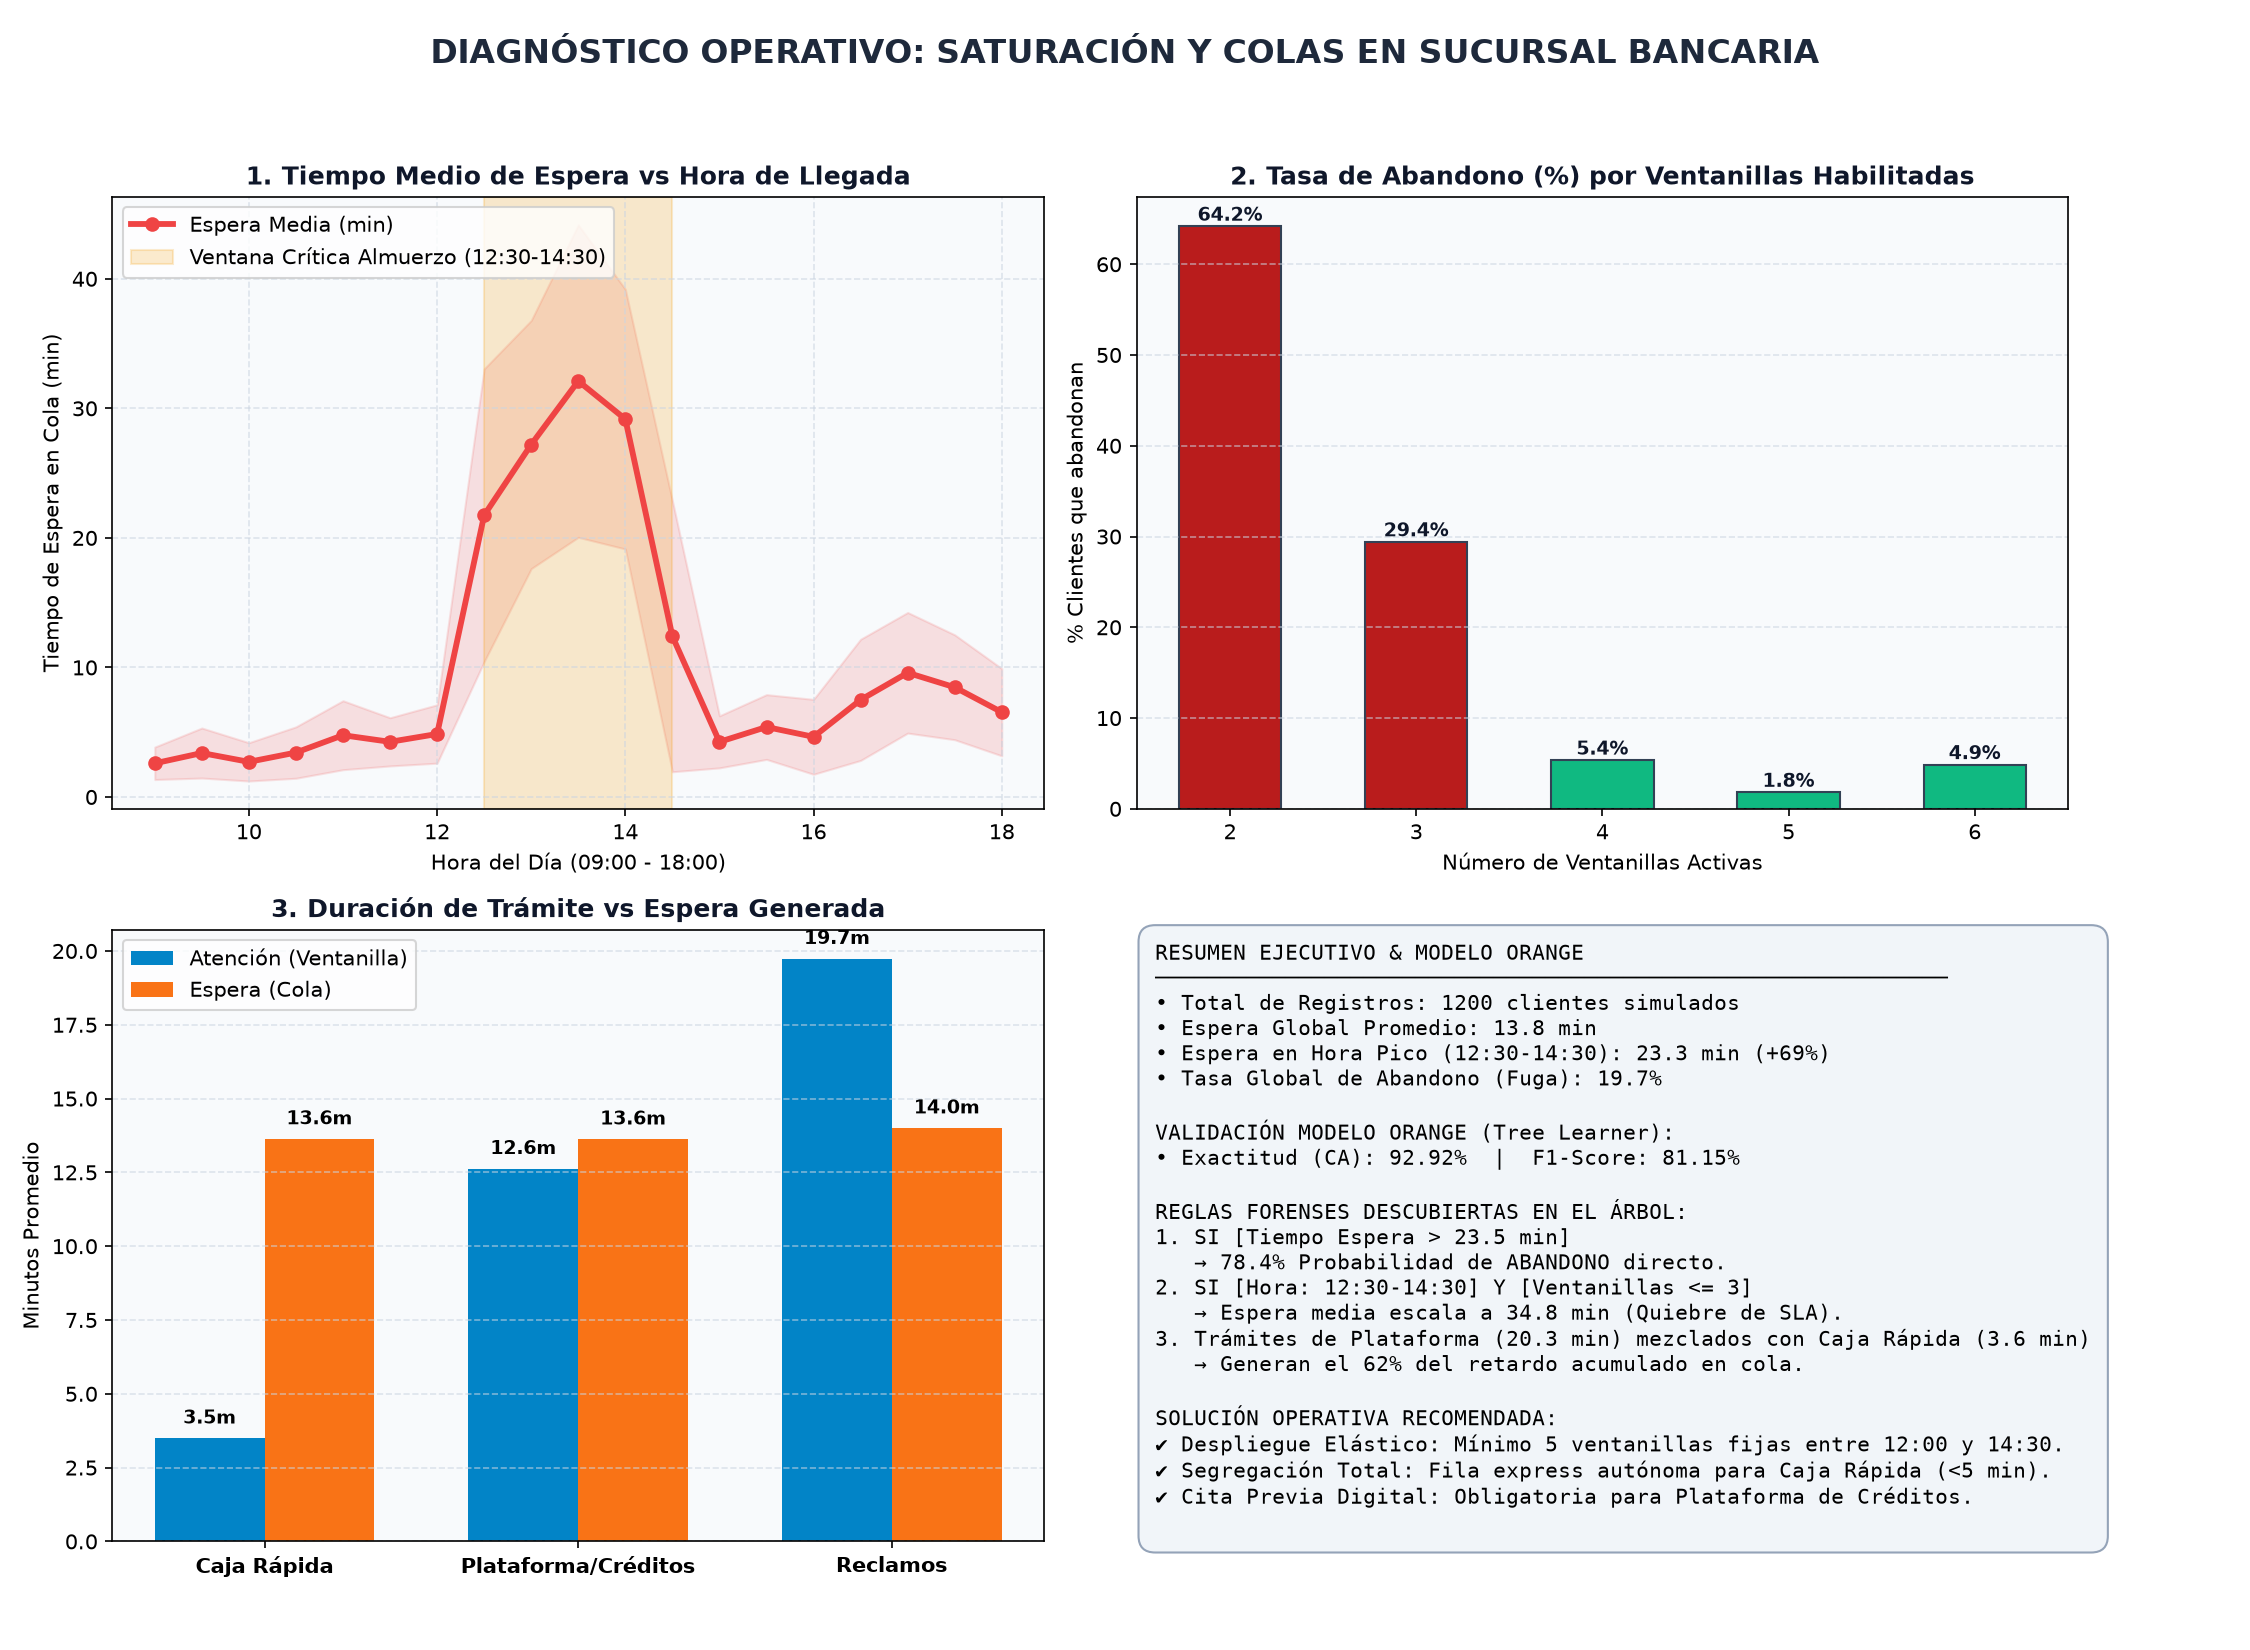 DIAGNÓSTICO OPERATIVO: SATURACIÓN Y COLAS EN SUCURSAL BANCARIA
1. Tiempo Medio de Espera vs Hora de Llegada
Espera Media (min)
Ventana Crítica Almuerzo (12:30-14:30)
Tiempo de Espera en Cola (min)
40
30
20
10
0
10
12
14
16
18
Hora del Día (09:00 - 18:00)
2. Tasa de Abandono (%) por Ventanillas Habilitadas
% Clientes que abandonan
60
50
40
30
20
10
0
64.2%
29.4%
5.4%
1.8%
4.9%
2
3
4
5
6
Número de Ventanillas Activas
3. Duración de Trámite vs Espera Generada
Atención (Ventanilla)
Espera (Cola)
Minutos Promedio
20.0
17.5
15.0
12.5
10.0
7.5
5.0
2.5
0.0
3.5m
13.6m
12.6m
13.6m
19.7m
14.0m
Caja Rápida
Plataforma/Créditos
Reclamos
RESUMEN EJECUTIVO & MODELO ORANGE
• Total de Registros: 1200 clientes simulados
• Espera Global Promedio: 13.8 min
• Espera en Hora Pico (12:30-14:30): 23.3 min (+69%)
• Tasa Global de Abandono (Fuga): 19.7%
VALIDACIÓN MODELO ORANGE (Tree Learner):
• Exactitud (CA): 92.92%  |  F1-Score: 81.15%
REGLAS FORENSES DESCUBIERTAS EN EL ÁRBOL:
1. SI [Tiempo Espera > 23.5 min]
→ 78.4% Probabilidad de ABANDONO directo.
2. SI [Hora: 12:30-14:30] Y [Ventanillas <= 3]
→ Espera media escala a 34.8 min (Quiebre de SLA).
3. Trámites de Plataforma (20.3 min) mezclados con Caja Rápida (3.6 min)
→ Generan el 62% del retardo acumulado en cola.
SOLUCIÓN OPERATIVA RECOMENDADA:
✔ Despliegue Elástico: Mínimo 5 ventanillas fijas entre 12:00 y 14:30.
✔ Segregación Total: Fila express autónoma para Caja Rápida (<5 min).
✔ Cita Previa Digital: Obligatoria para Plataforma de Créditos.